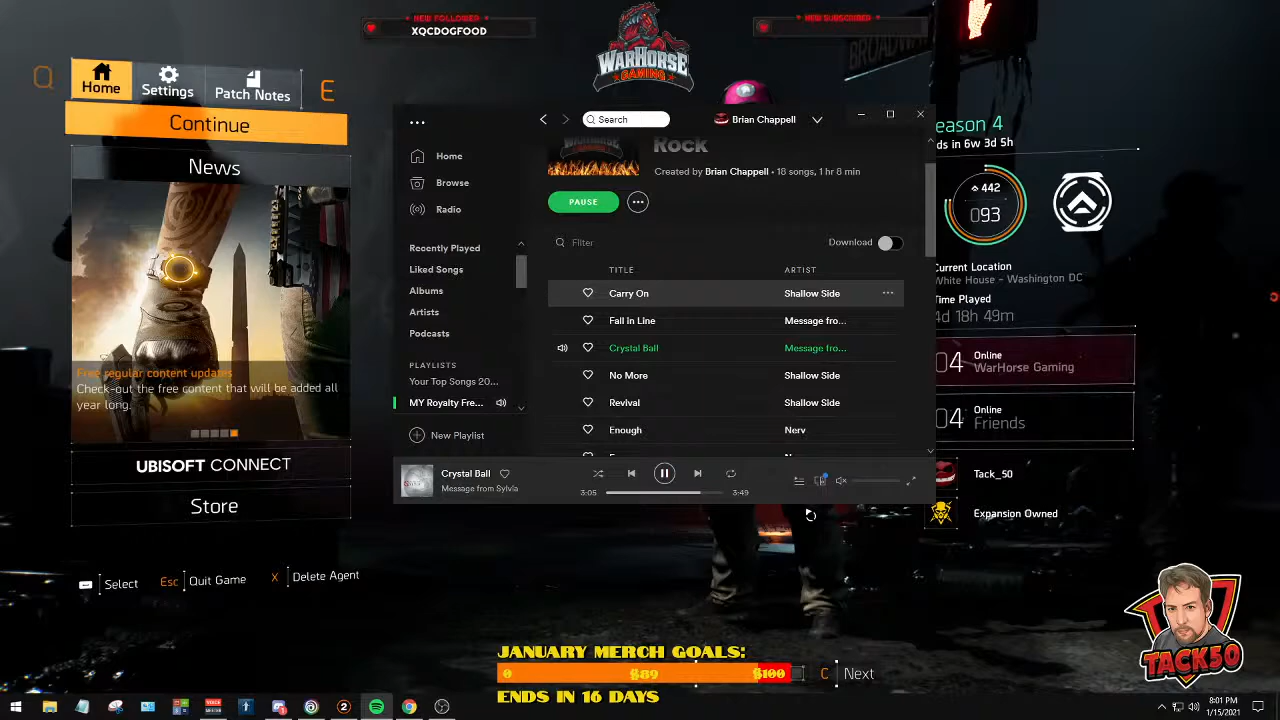 NEW FOLLOWER
XQCDOGFOOD
WARHORSE
GAMING
NEW SUBSCRIBER
BROADWAY
Q
Home
Settings
Patch Notes
E
Continue
News
Free regular content updates
Check-out the free content that will be added all
year long.
UBISOFT CONNECT
Store
Select
Esc
Quit Game
X
Delete Agent
Search
Brian Chappell
Home
Browse
Radio
Recently Played
Liked Songs
Albums
Artists
Podcasts
PLAYLISTS
Your Top Songs 20...
MY Royalty Fre...
New Playlist
Rock
Created by Brian Chappell • 18 songs, 1 hr 8 min
PAUSE
Filter
Download
TITLE ARTIST
Carry On Shallow Side
Fall in Line Message fro...
Crystal Ball Message fro...
No More Shallow Side
Revival Shallow Side
Enough Nerv
Crystal Ball
Message from Sylvia
3:05
3:49
eason 4
ds in 6w 3d 5h
442
093
Current Location
White House - Washington DC
Time Played
4d 18h 49m
04
Online
WarHorse Gaming
04
Online
Friends
Tack_50
Expansion Owned
TACK50
JANUARY MERCH GOALS:
0 $89 $100
ENDS IN 16 DAYS
C
Next
8:01 PM
1/15/2021